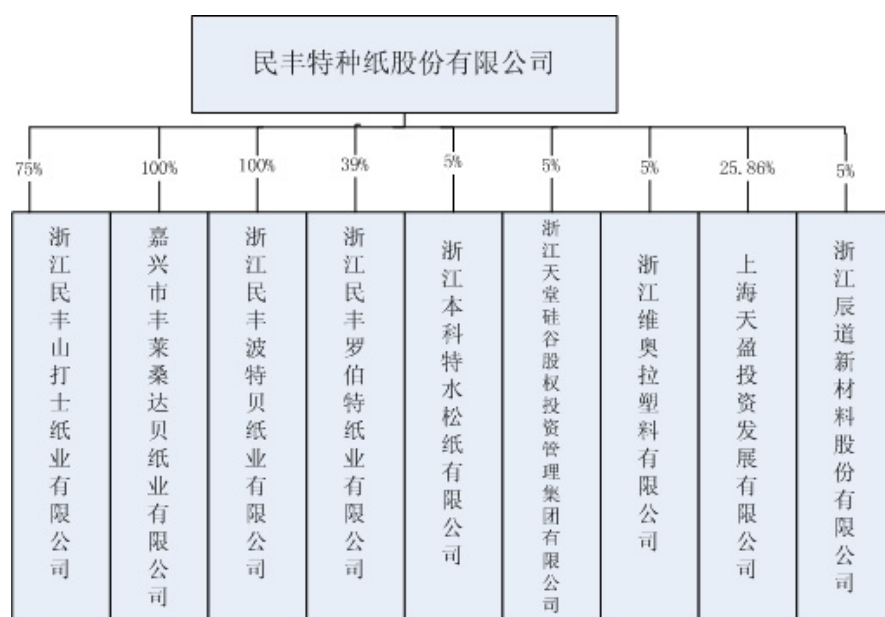 民丰特种纸股份有限公司
75%
100%
100%
39%
5%
5%
5%
25.86%
5%
浙江民丰山打士纸业有限公司
嘉兴市丰莱桑达贝纸业有限公司
浙江民丰波特贝纸业有限公司
浙江民丰罗伯特纸业有限公司
浙江本科特水松纸有限公司
浙江天堂硅谷股权投资管理集团有限公司
浙江维奥拉塑料有限公司
上海天盈投资发展有限公司
浙江辰道新材料股份有限公司